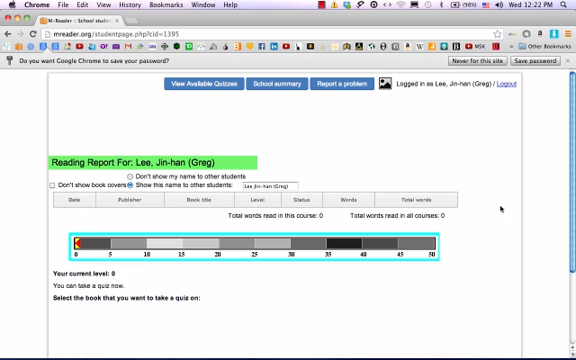 Chrome File Edit View History Bookmarks Window Help Wed 12:22 PM
M-Reader :: School studen
mreader.org/studentpage.php?cid=1395
MSK Other Bookmarks
Do you want Google Chrome to save your password? Never for this site Save password
View Available Quizzes School summary Report a problem Logged in as Lee, Jin-han (Greg) / Logout
Reading Report For: Lee, Jin-han (Greg)
Don't show my name to other students
Don't show book covers Show this name to other students: Lee Jin-han (Greg)
Date Publisher Book title Level Status Words Total words
Total words read in this course: 0 Total words read in all courses: 0
0 5 10 15 20 25 30 35 40 45 50
Your current level: 0
You can take a quiz now.
Select the book that you want to take a quiz on: